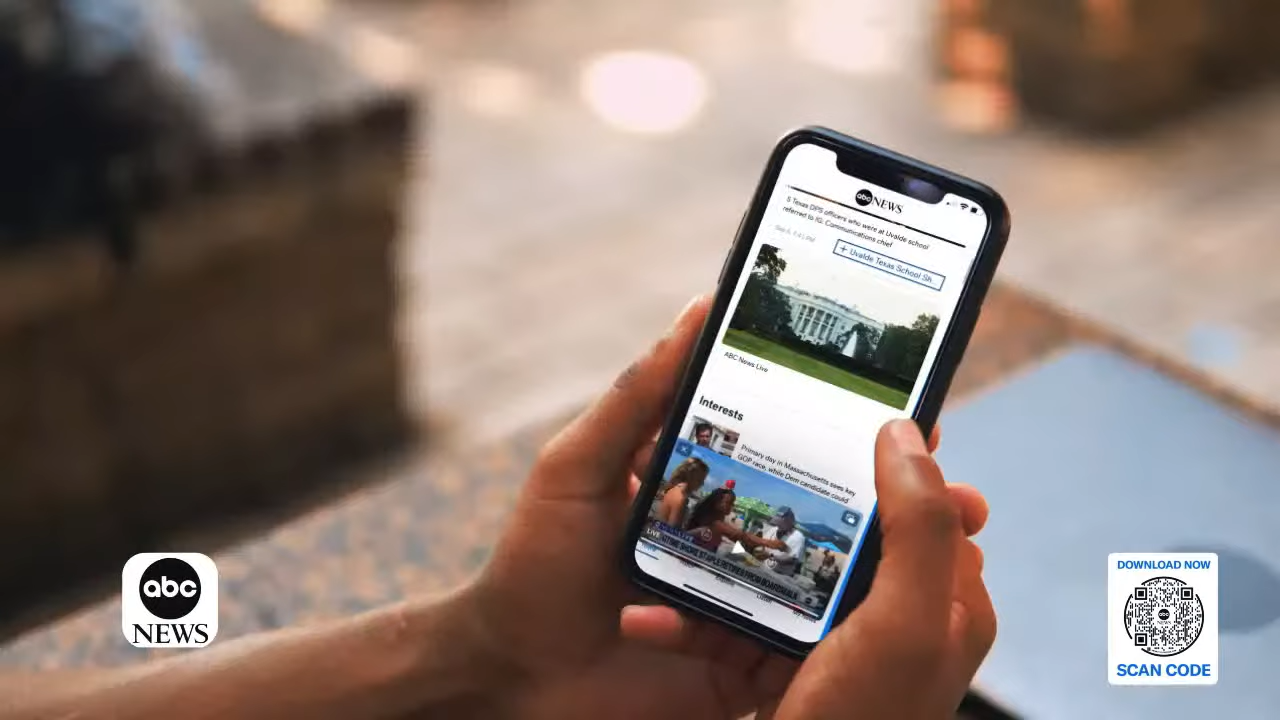 abc NEWS
5 Texas DPS officers who were at Uvalde school
referred to IG: Communications chief
+ Uvalde Texas School Sh...
ABC News Live
Interests
Primary day in Massachusetts sees key
GOP race, while Dem candidate could
LIVE
abc
NEWS
DOWNLOAD NOW
SCAN CODE